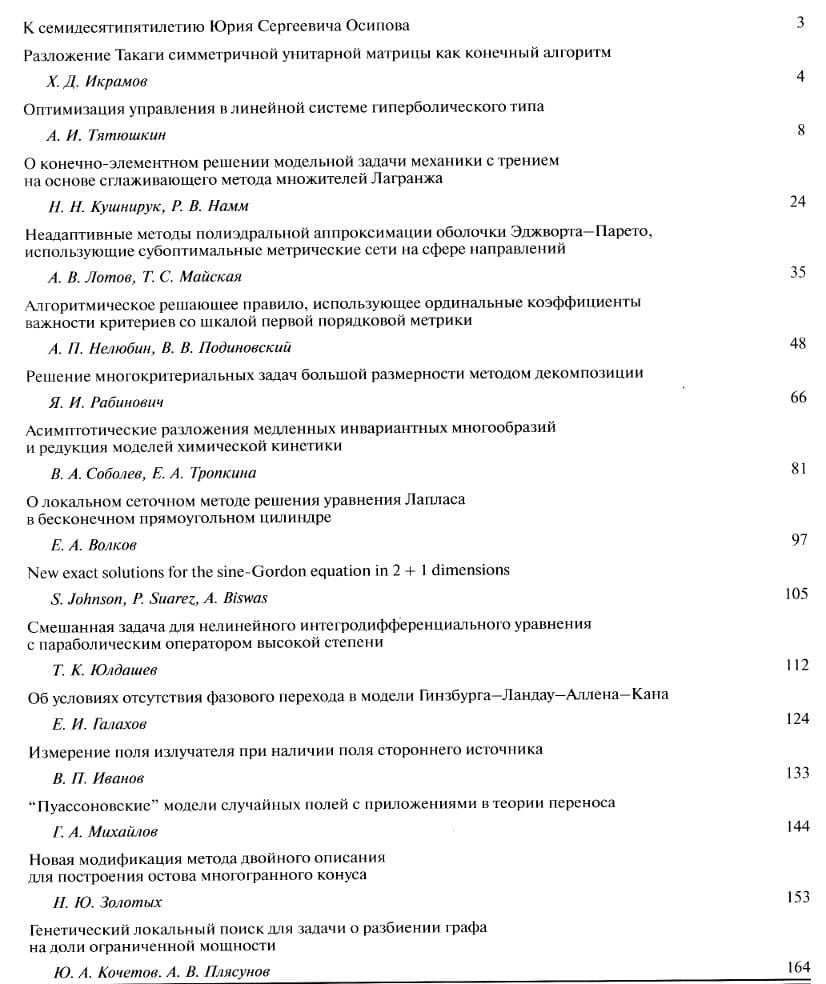 К семидесятипятилетию Юрия Сергеевича Осипова 3
Разложение Такаги симметричной унитарной матрицы как конечный алгоритм
Х. Д. Икрамов 4
Оптимизация управления в линейной системе гиперболического типа
А. И. Тятюшкин 8
О конечно-элементном решении модельной задачи механики с трением
на основе сглаживающего метода множителей Лагранжа
Н. Н. Кушнирук, Р. В. Намм 24
Неадаптивные методы полиэдральной аппроксимации оболочки Эджворта–Парето,
использующие субоптимальные метрические сети на сфере направлений
А. В. Лотов, Т. С. Майская 35
Алгоритмическое решающее правило, использующее ординальные коэффициенты
важности критериев со шкалой первой порядковой метрики
А. П. Нелюбин, В. В. Подиновский 48
Решение многокритериальных задач большой размерности методом декомпозиции
Я. И. Рабинович 66
Асимптотические разложения медленных инвариантных многообразий
и редукция моделей химической кинетики
В. А. Соболев, Е. А. Тропкина 81
О локальном сеточном методе решения уравнения Лапласа
в бесконечном прямоугольном цилиндре
Е. А. Волков 97
New exact solutions for the sine-Gordon equation in 2 + 1 dimensions
S. Johnson, P. Suarez, A. Biswas 105
Смешанная задача для нелинейного интегродифференциального уравнения
с параболическим оператором высокой степени
Т. К. Юлдашев 112
Об условиях отсутствия фазового перехода в модели Гинзбурга–Ландау–Аллена–Кана
Е. И. Галахов 124
Измерение поля излучателя при наличии поля стороннего источника
В. П. Иванов 133
“Пуассоновские” модели случайных полей с приложениями в теории переноса
Г. А. Михайлов 144
Новая модификация метода двойного описания
для построения остова многогранного конуса
Н. Ю. Золотых 153
Генетический локальный поиск для задачи о разбиении графа
на доли ограниченной мощности
Ю. А. Кочетов. А. В. Плясунов 164